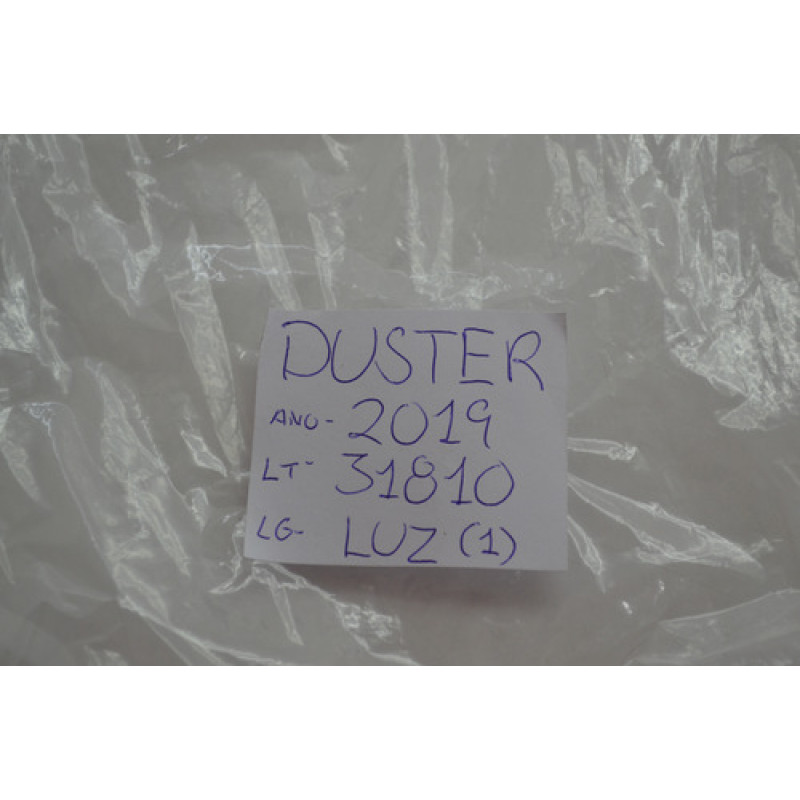 DUSTER
ANO- 2019
LT- 31810
LG- LUZ (1)